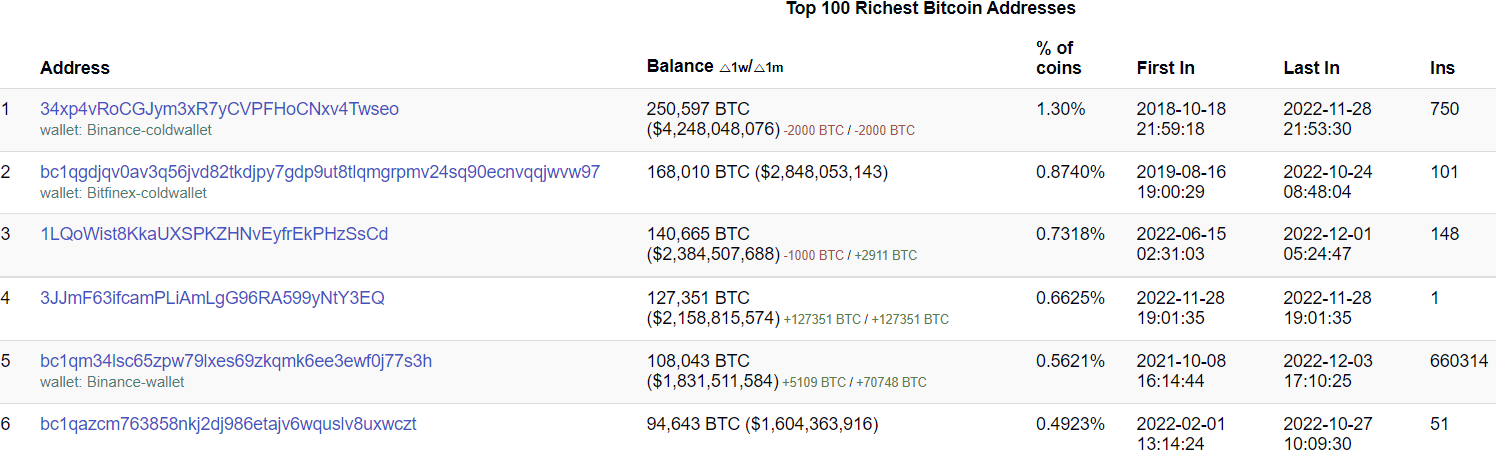 Top 100 Richest Bitcoin Addresses
Address Balance △1w/△1m % of coins First In Last In Ins
1 34xp4vRoCGJym3xR7yCVPFHoCNxv4Twseo 250,597 BTC 1.30% 2018-10-18 2022-11-28 750
wallet: Binance-coldwallet ($4,248,048,076) -2000 BTC / -2000 BTC 21:59:18 21:53:30
2 bc1qgdjqv0av3q56jvd82tkdjpy7gdp9ut8tlqmgrpmv24sq90ecnvqqjwvw97 168,010 BTC ($2,848,053,143) 0.8740% 2019-08-16 2022-10-24 101
wallet: Bitfinex-coldwallet 19:00:29 08:48:04
3 1LQoWist8KkaUXSPKZHNvEyfrEkPHzSsCd 140,665 BTC 0.7318% 2022-06-15 2022-12-01 148
($2,384,507,688) -1000 BTC / +2911 BTC 02:31:03 05:24:47
4 3JJmF63ifcamPLiAmLgG96RA599yNtY3EQ 127,351 BTC 0.6625% 2022-11-28 2022-11-28 1
($2,158,815,574) +127351 BTC / +127351 BTC 19:01:35 19:01:35
5 bc1qm34lsc65zpw79lxes69zkqmk6ee3ewf0j77s3h 108,043 BTC 0.5621% 2021-10-08 2022-12-03 660314
wallet: Binance-wallet ($1,831,511,584) +5109 BTC / +70748 BTC 16:14:44 17:10:25
6 bc1qazcm763858nkj2dj986etajv6wquslv8uxwczt 94,643 BTC ($1,604,363,916) 0.4923% 2022-02-01 2022-10-27 51
13:14:24 10:09:30